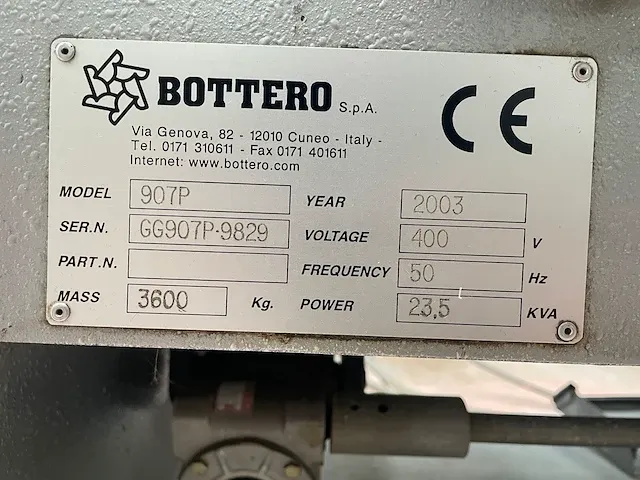 BOTTERO S.p.A.
CE
Via Genova, 82 - 12010 Cuneo - Italy -
Tel. 0171 310611 - Fax 0171 401611
Internet: www.bottero.com
MODEL 907P YEAR 2003
SER.N. GG907P-9829 VOLTAGE 400 V
PART.N. FREQUENCY 50 Hz
MASS 3600 Kg. POWER 23,5 KVA